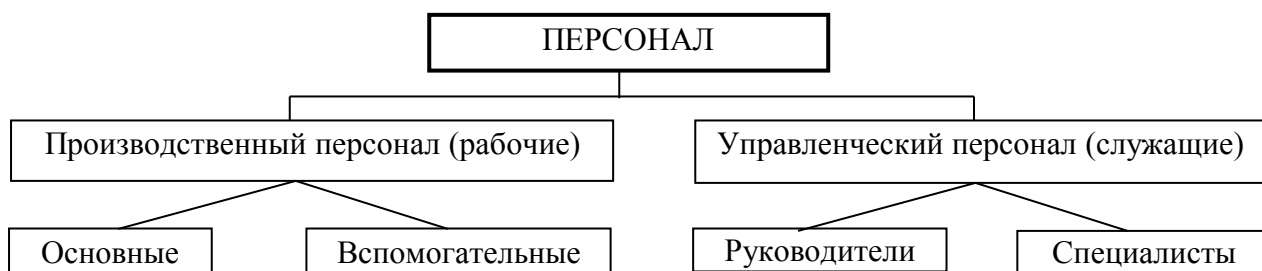 ПЕРСОНАЛ
Производственный персонал (рабочие)
Управленческий персонал (служащие)
Основные
Вспомогательные
Руководители
Специалисты